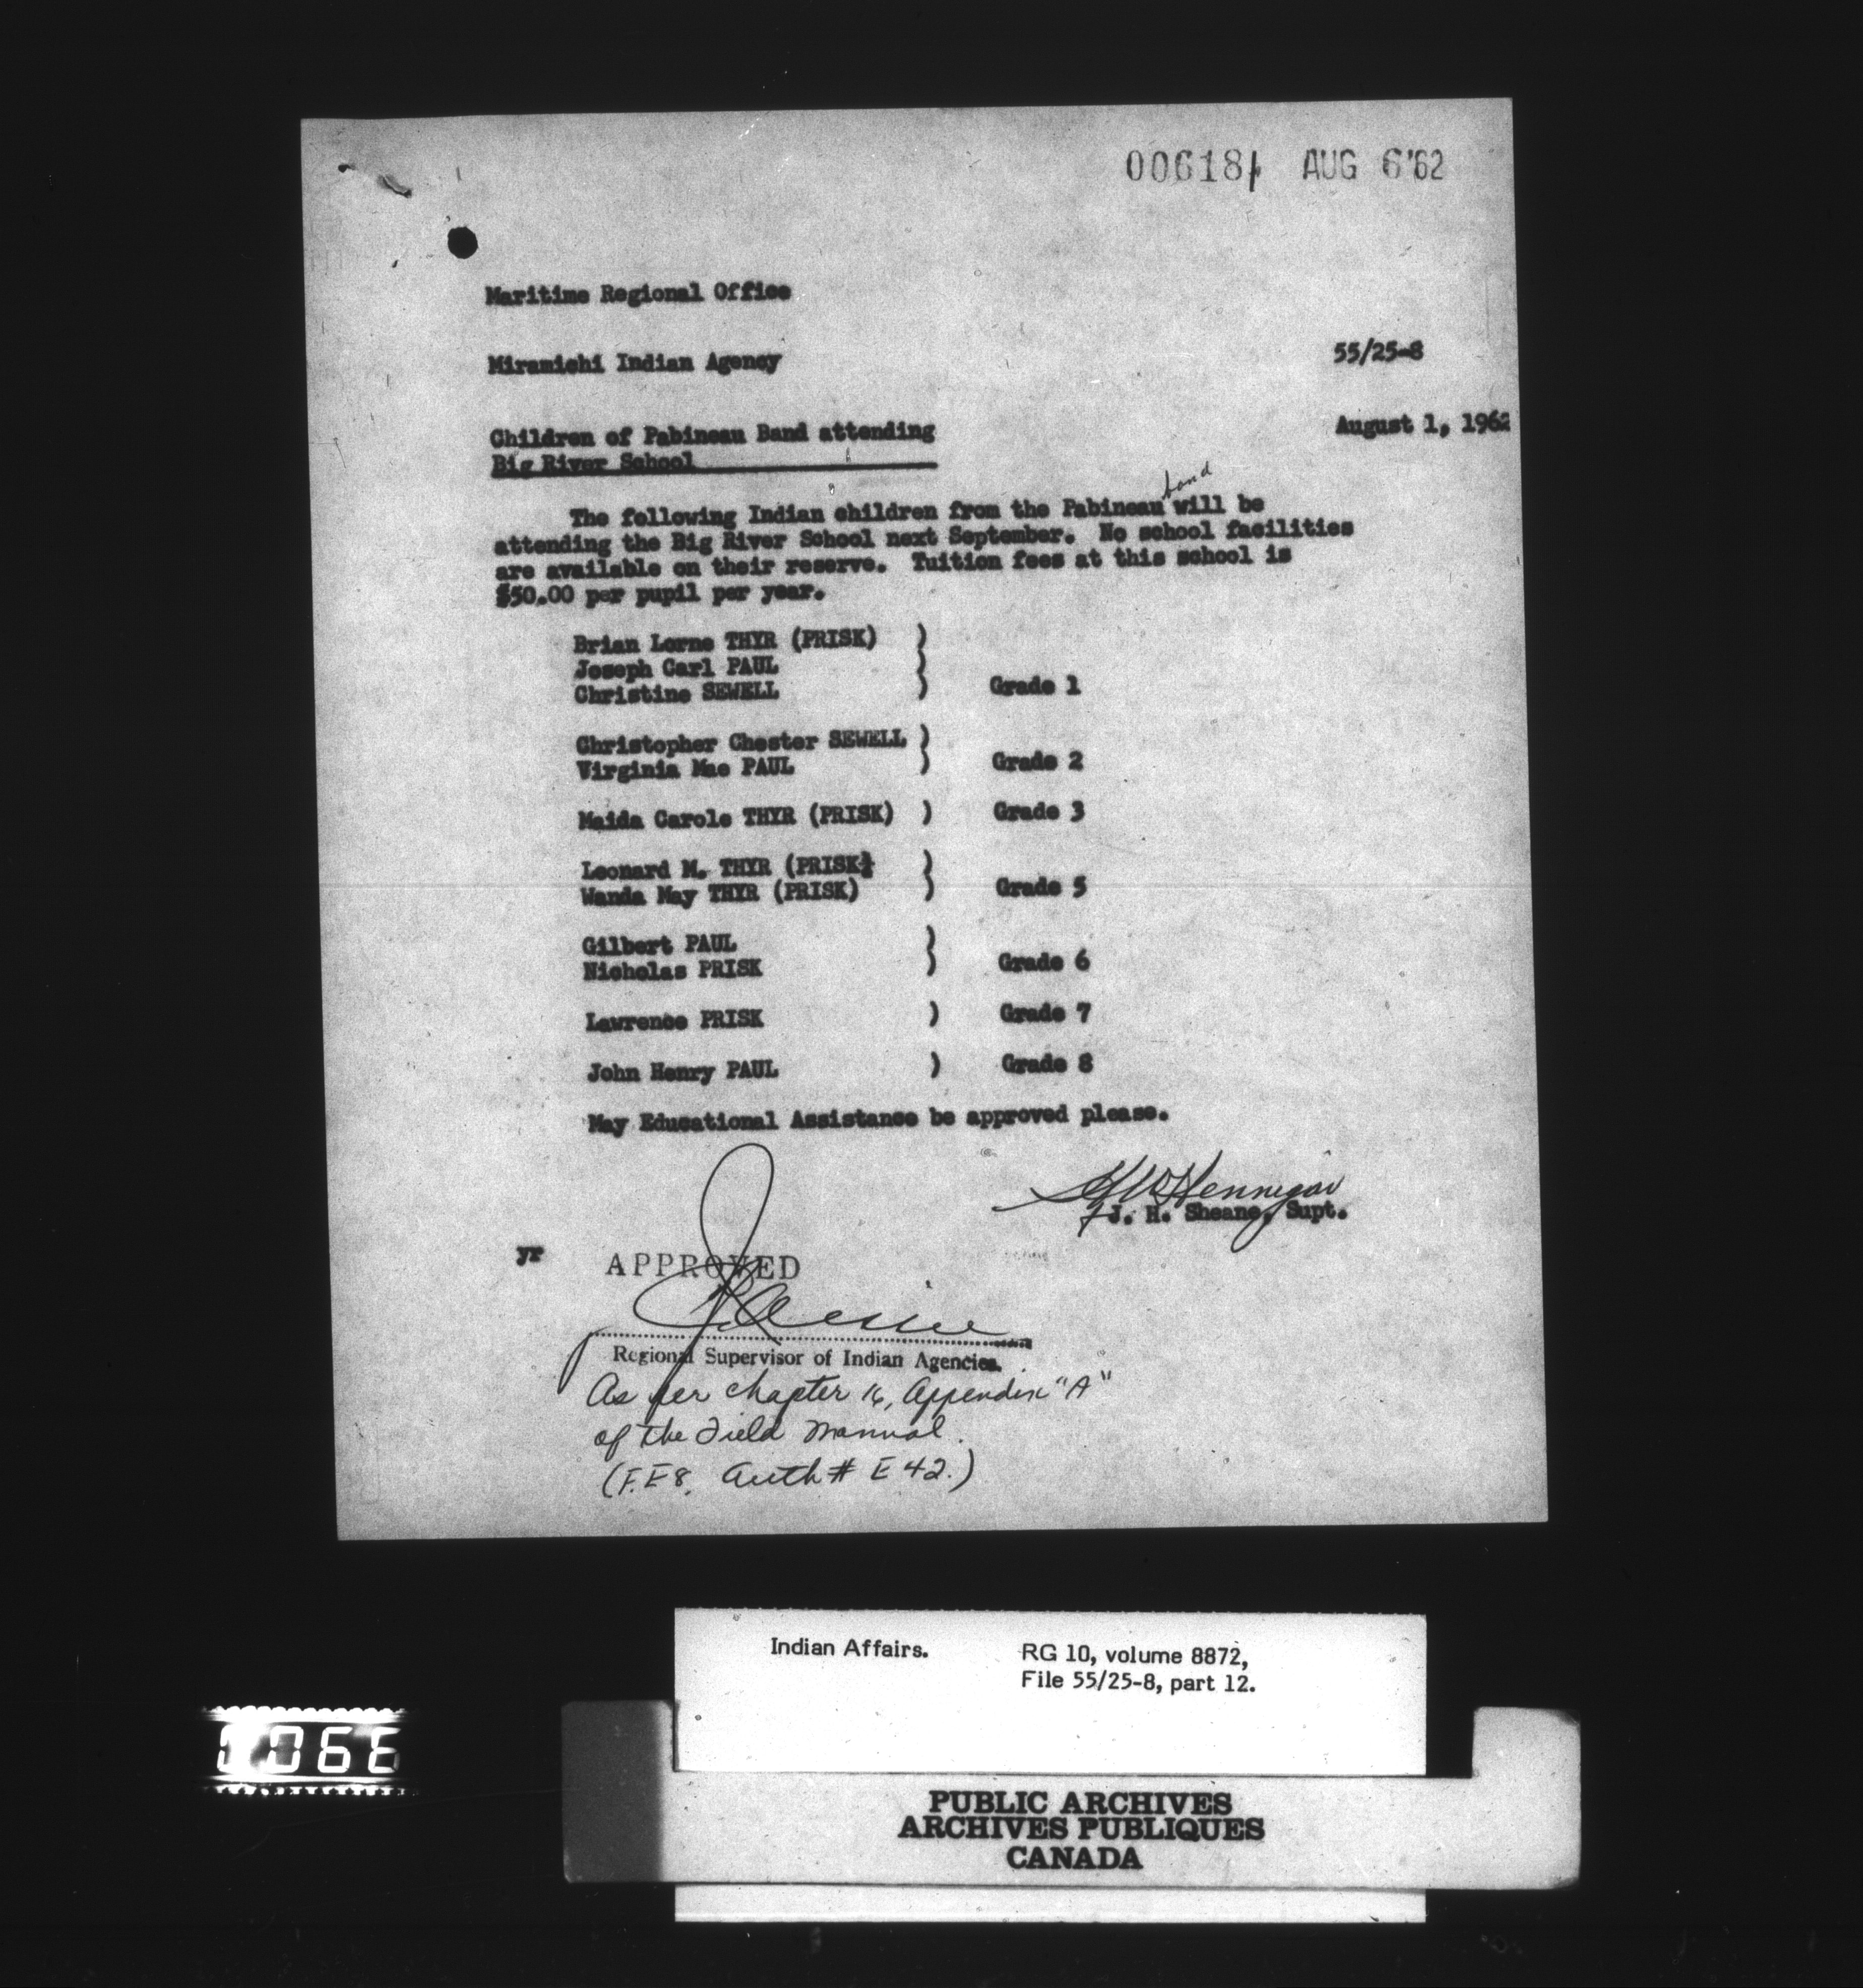 00618 AUG 6'62
Maritime Regional Office
Miramichi Indian Agency
55/25-8
Children of Pabineau Band attending
Big River School
August 1, 1962
band
The following Indian children from the Pabineau will be
attending the Big River School next September. No school facilities
are available on their reserve. Tuition fees at this school is
$50.00 per pupil per year.
Brian Lorne THYR (PRISK) )
Joseph Carl PAUL )
Christine SEWELL ) Grade 1
Christopher Chester SEWELL )
Virginia Mae PAUL ) Grade 2
Maida Carole THYR (PRISK) ) Grade 3
Leonard M. THYR (PRISK) )
Wanda May THYR (PRISK) ) Grade 5
Gilbert PAUL )
Nicholas PRISK ) Grade 6
Lawrence PRISK ) Grade 7
John Henry PAUL ) Grade 8
May Educational Assistance be approved please.
Hennigar
J. H. Sheane, Supt.
yr
APPROVED
Regional Supervisor of Indian Agencies.
As per chapter 16, Appendix "A"
of the Field Manual.
(F.E8. Auth # E 42.)
Indian Affairs. RG 10, volume 8872,
File 55/25-8, part 12.
PUBLIC ARCHIVES
ARCHIVES PUBLIQUES
CANADA